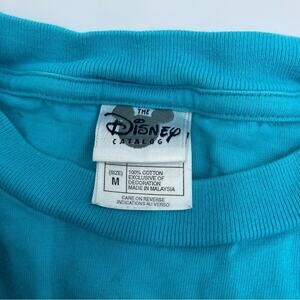 THE
Disney
CATALOG
(SIZE)
M
100% COTTON
EXCLUSIVE OF
DECORATION
MADE IN MALAYSIA
CARE ON REVERSE
INDICATIONS AU VERSO